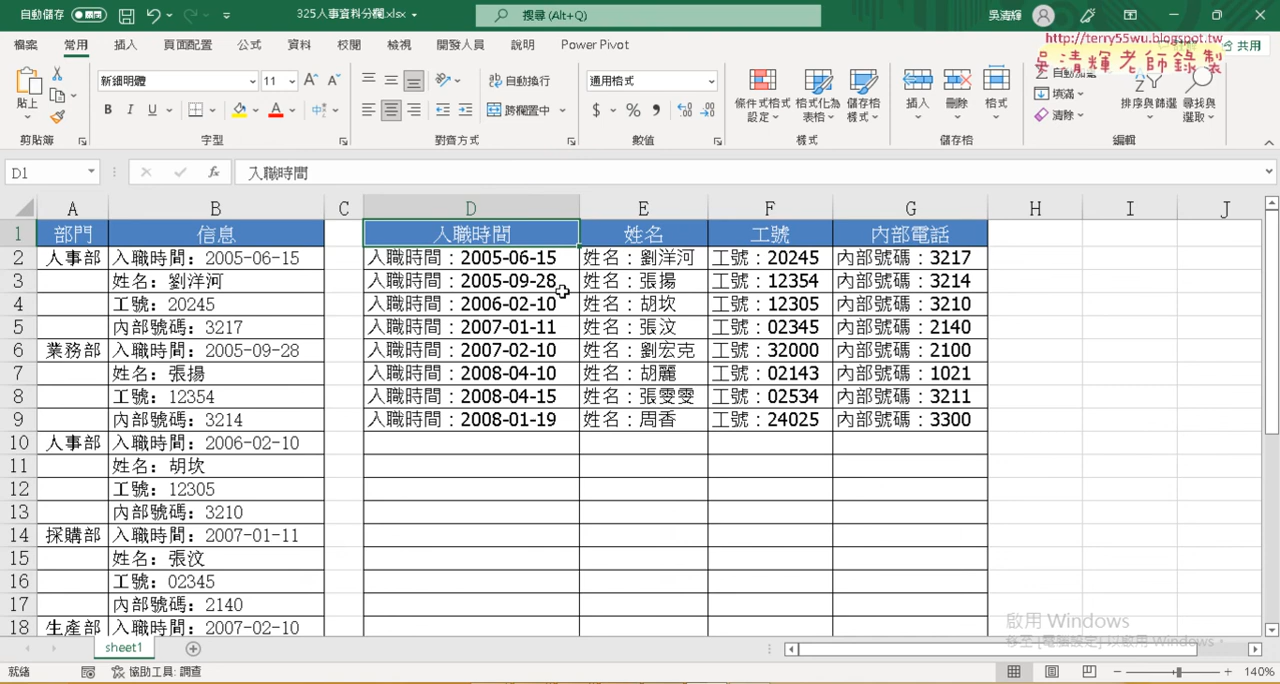 自動儲存 關閉 325人事資料分欄.xlsx 搜尋 (Alt+Q) 吳清輝
http://terry55wu.blogspot.tw
吳清輝老師錄製
檔案 常用 插入 頁面配置 公式 資料 校閱 檢視 開發人員 說明 Power Pivot 共用
貼上 新細明體 11 自動換行 通用格式 條件式格式設定 格式化為表格 儲存格樣式 插入 刪除 格式 填滿 清除 排序與篩選 尋找與選取
B I U 跨欄置中 $ % 
剪貼簿 字型 對齊方式 數值 樣式 儲存格 編輯
D1 fx 入職時間
A B C D E F G H I J
1 部門 信息 入職時間 姓名 工號 內部電話
2 人事部 入職時間：2005-06-15 入職時間：2005-06-15 姓名：劉洋河 工號：20245 內部號碼：3217
3 姓名：劉洋河 入職時間：2005-09-28 姓名：張揚 工號：12354 內部號碼：3214
4 工號：20245 入職時間：2006-02-10 姓名：胡坎 工號：12305 內部號碼：3210
5 內部號碼：3217 入職時間：2007-01-11 姓名：張汶 工號：02345 內部號碼：2140
6 業務部 入職時間：2005-09-28 入職時間：2007-02-10 姓名：劉宏克 工號：32000 內部號碼：2100
7 姓名：張揚 入職時間：2008-04-10 姓名：胡麗 工號：02143 內部號碼：1021
8 工號：12354 入職時間：2008-04-15 姓名：張雯雯 工號：02534 內部號碼：3211
9 內部號碼：3214 入職時間：2008-01-19 姓名：周香 工號：24025 內部號碼：3300
10 人事部 入職時間：2006-02-10
11 姓名：胡坎
12 工號：12305
13 內部號碼：3210
14 採購部 入職時間：2007-01-11
15 姓名：張汶
16 工號：02345
17 內部號碼：2140
18 生產部 入職時間：2007-02-10
啟用 Windows
移至 [電腦設定] 以啟用 Windows。
sheet1
就緒 協助工具: 調查 140%